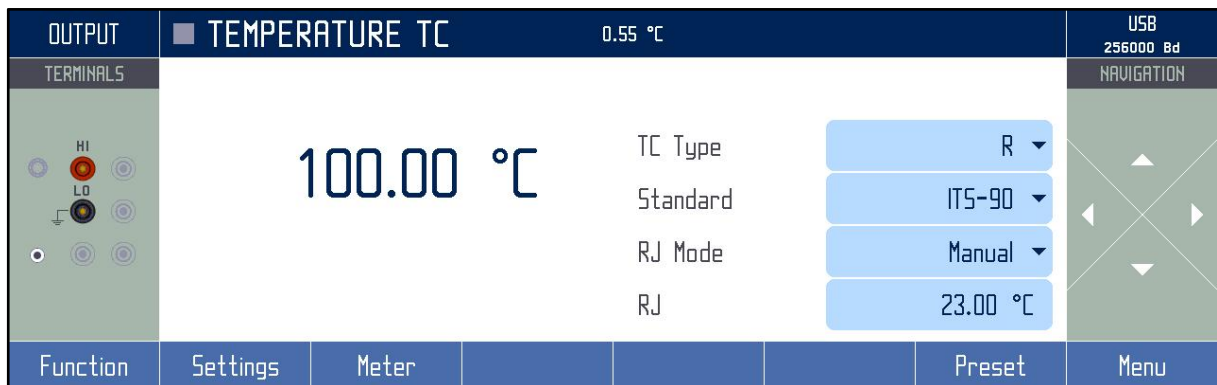 OUTPUT
TEMPERATURE TC
0.55 °C
USB
256000 Bd
TERMINALS
NAVIGATION
HI
LO
100.00 °C
TC Type
R
Standard
ITS-90
RJ Mode
Manual
RJ
23.00 °C
Function
Settings
Meter
Preset
Menu